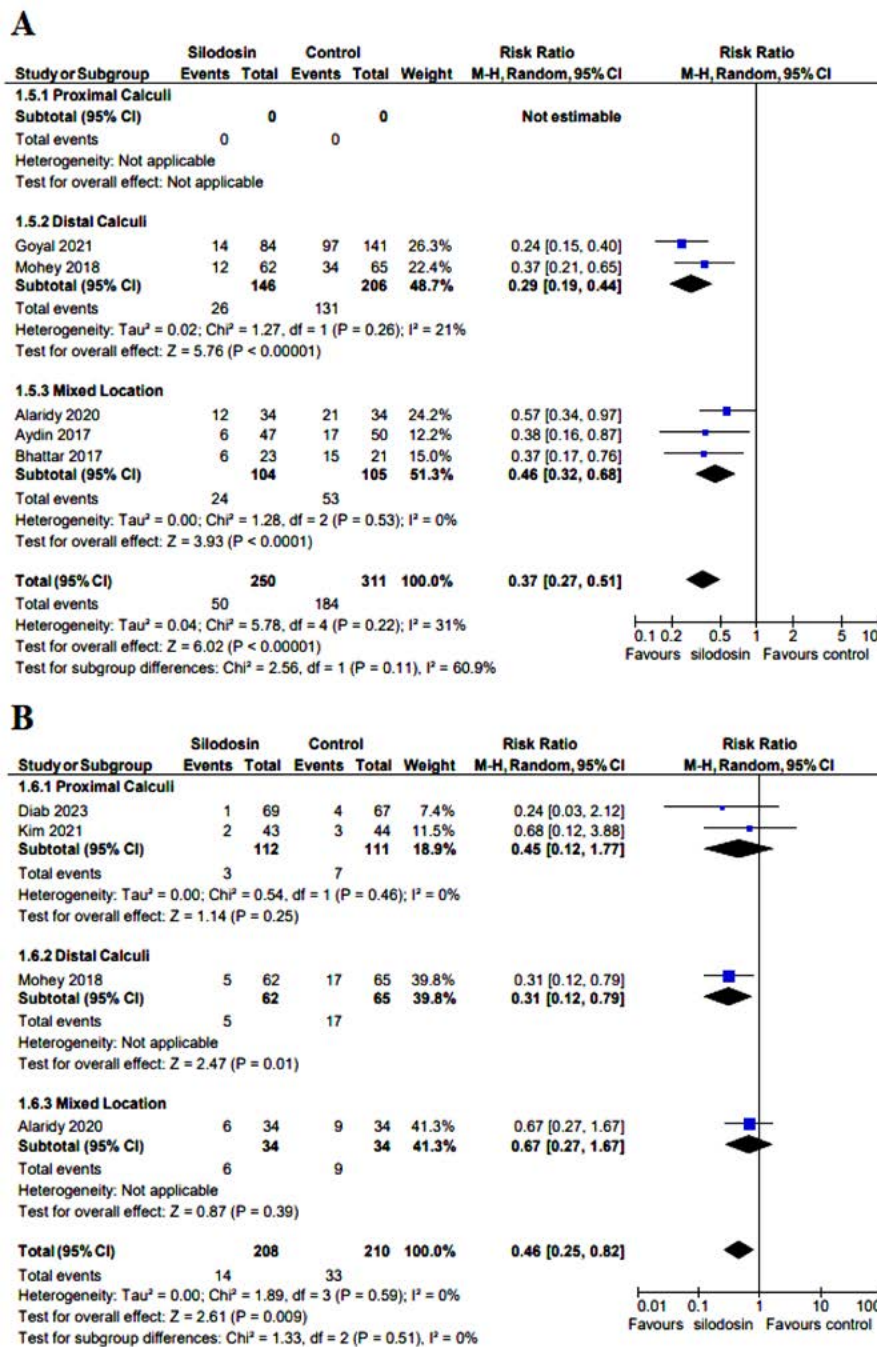 A
Silodosin Control Risk Ratio Risk Ratio
Study or Subgroup Events Total Events Total Weight M-H, Random, 95% CI M-H, Random, 95% CI
1.5.1 Proximal Calculi
Subtotal (95% CI) 0 0 Not estimable
Total events 0 0
Heterogeneity: Not applicable
Test for overall effect: Not applicable
1.5.2 Distal Calculi
Goyal 2021 14 84 97 141 26.3% 0.24 [0.15, 0.40]
Mohey 2018 12 62 34 65 22.4% 0.37 [0.21, 0.65]
Subtotal (95% CI) 146 206 48.7% 0.29 [0.19, 0.44]
Total events 26 131
Heterogeneity: Tau² = 0.02; Chi² = 1.27, df = 1 (P = 0.26); I² = 21%
Test for overall effect: Z = 5.76 (P < 0.00001)
1.5.3 Mixed Location
Alaridy 2020 12 34 21 34 24.2% 0.57 [0.34, 0.97]
Aydin 2017 6 47 17 50 12.2% 0.38 [0.16, 0.87]
Bhattar 2017 6 23 15 21 15.0% 0.37 [0.17, 0.76]
Subtotal (95% CI) 104 105 51.3% 0.46 [0.32, 0.68]
Total events 24 53
Heterogeneity: Tau² = 0.00; Chi² = 1.28, df = 2 (P = 0.53); I² = 0%
Test for overall effect: Z = 3.93 (P < 0.0001)
Total (95% CI) 250 311 100.0% 0.37 [0.27, 0.51]
Total events 50 184
Heterogeneity: Tau² = 0.04; Chi² = 5.78, df = 4 (P = 0.22); I² = 31%
Test for overall effect: Z = 6.02 (P < 0.00001)
Test for subgroup differences: Chi² = 2.56, df = 1 (P = 0.11), I² = 60.9%
0.1 0.2 0.5 1 2 5 10
Favours silodosin Favours control
B
Silodosin Control Risk Ratio Risk Ratio
Study or Subgroup Events Total Events Total Weight M-H, Random, 95% CI M-H, Random, 95% CI
1.6.1 Proximal Calculi
Diab 2023 1 69 4 67 7.4% 0.24 [0.03, 2.12]
Kim 2021 2 43 3 44 11.5% 0.68 [0.12, 3.88]
Subtotal (95% CI) 112 111 18.9% 0.45 [0.12, 1.77]
Total events 3 7
Heterogeneity: Tau² = 0.00; Chi² = 0.54, df = 1 (P = 0.46); I² = 0%
Test for overall effect: Z = 1.14 (P = 0.25)
1.6.2 Distal Calculi
Mohey 2018 5 62 17 65 39.8% 0.31 [0.12, 0.79]
Subtotal (95% CI) 62 65 39.8% 0.31 [0.12, 0.79]
Total events 5 17
Heterogeneity: Not applicable
Test for overall effect: Z = 2.47 (P = 0.01)
1.6.3 Mixed Location
Alaridy 2020 6 34 9 34 41.3% 0.67 [0.27, 1.67]
Subtotal (95% CI) 34 34 41.3% 0.67 [0.27, 1.67]
Total events 6 9
Heterogeneity: Not applicable
Test for overall effect: Z = 0.87 (P = 0.39)
Total (95% CI) 208 210 100.0% 0.46 [0.25, 0.82]
Total events 14 33
Heterogeneity: Tau² = 0.00; Chi² = 1.89, df = 3 (P = 0.59); I² = 0%
Test for overall effect: Z = 2.61 (P = 0.009)
Test for subgroup differences: Chi² = 1.33, df = 2 (P = 0.51), I² = 0%
0.01 0.1 1 10 100
Favours silodosin Favours control